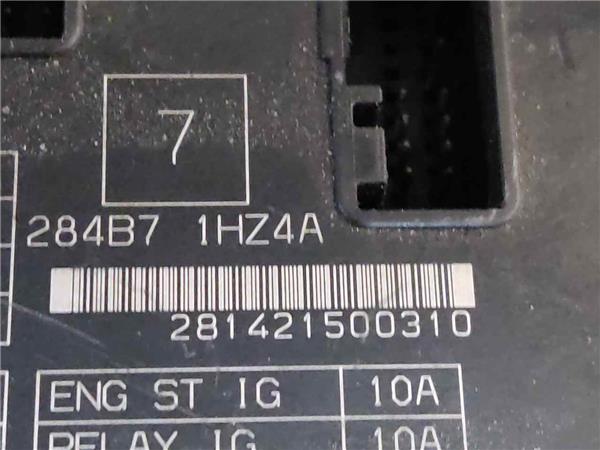 7
284B7 1HZ4A
281421500310
ENG ST IG 10A
RELAY IG 10A